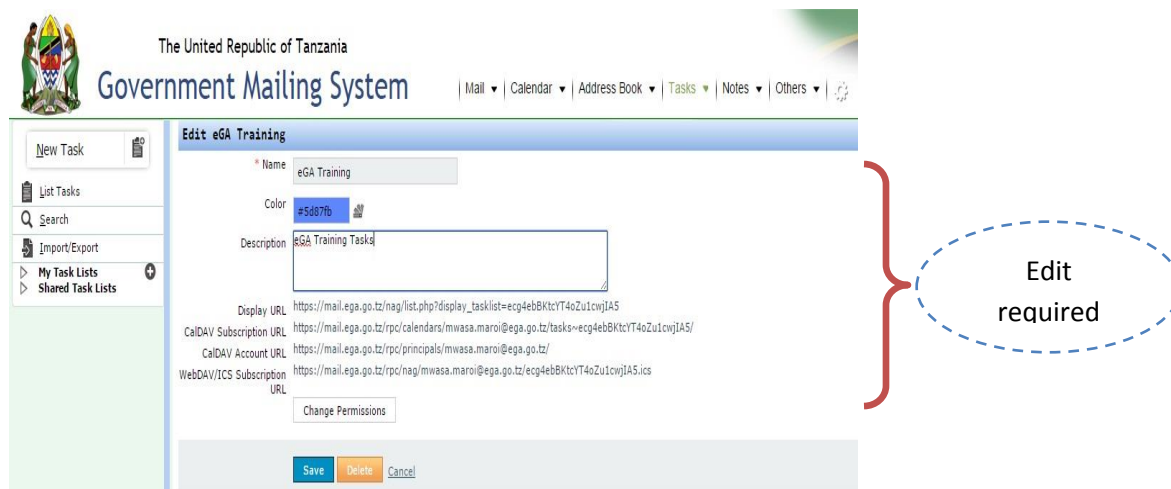 The United Republic of Tanzania
Government Mailing System
Mail | Calendar | Address Book | Tasks | Notes | Others
New Task
List Tasks
Search
Import/Export
My Task Lists
Shared Task Lists
Edit eGA Training
* Name eGA Training
Color #5d87fb
Description eGA Training Tasks
Display URL https://mail.ega.go.tz/nag/list.php?display_tasklist=ecg4ebBKtcYT4oZu1cwjIA5
CalDAV Subscription URL https://mail.ega.go.tz/rpc/calendars/mwasa.maroi@ega.go.tz/tasks~ecg4ebBKtcYT4oZu1cwjIA5/
CalDAV Account URL https://mail.ega.go.tz/rpc/principals/mwasa.maroi@ega.go.tz/
WebDAV/ICS Subscription URL https://mail.ega.go.tz/rpc/nag/mwasa.maroi@ega.go.tz/ecg4ebBKtcYT4oZu1cwjIA5.ics
Change Permissions
Save Delete Cancel
Edit
required